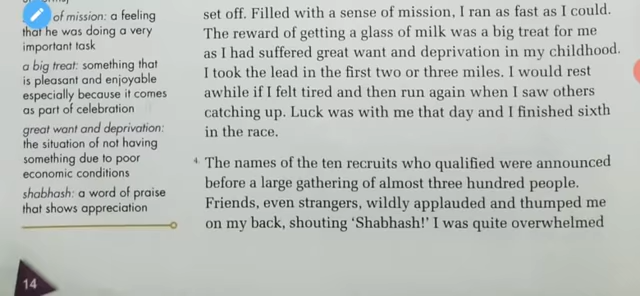 of mission: a feeling
that he was doing a very
important task
a big treat: something that
is pleasant and enjoyable
especially because it comes
as part of celebration
great want and deprivation:
the situation of not having
something due to poor
economic conditions
shabhash: a word of praise
that shows appreciation
set off. Filled with a sense of mission, I ran as fast as I could.
The reward of getting a glass of milk was a big treat for me
as I had suffered great want and deprivation in my childhood.
I took the lead in the first two or three miles. I would rest
awhile if I felt tired and then run again when I saw others
catching up. Luck was with me that day and I finished sixth
in the race.
4 The names of the ten recruits who qualified were announced
before a large gathering of almost three hundred people.
Friends, even strangers, wildly applauded and thumped me
on my back, shouting ‘Shabhash!’ I was quite overwhelmed
14